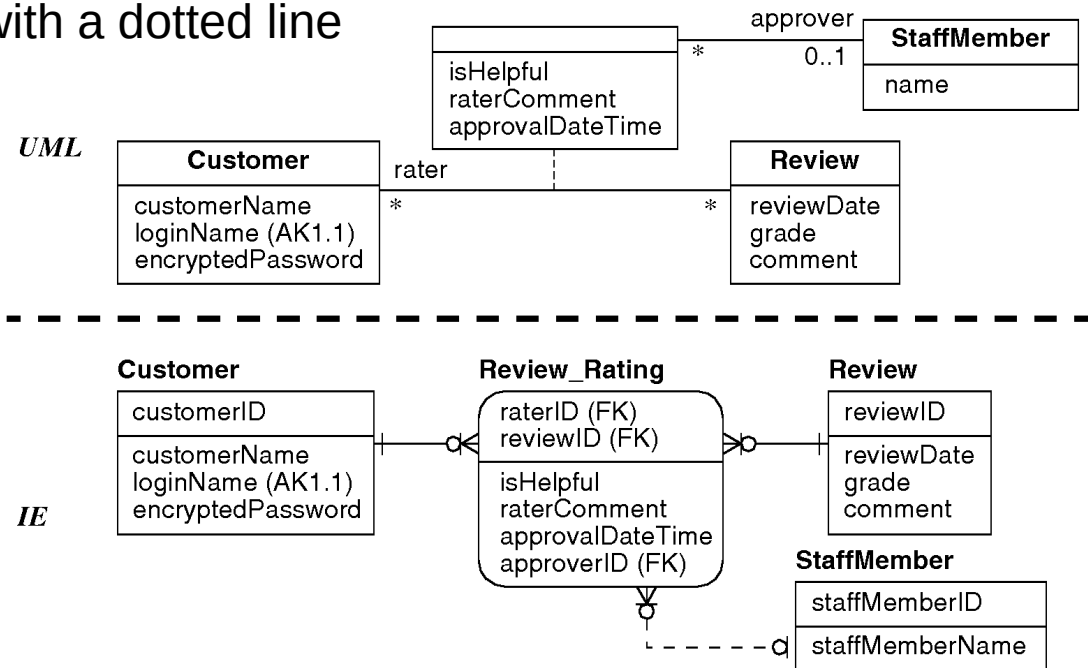 with a dotted line
approver
StaffMember
*
0..1
name
isHelpful
raterComment
approvalDateTime
UML
Customer
rater
Review
*
*
customerName
loginName (AK1.1)
encryptedPassword
reviewDate
grade
comment
Customer
Review_Rating
Review
customerID
customerName
loginName (AK1.1)
encryptedPassword
raterID (FK)
reviewID (FK)
isHelpful
raterComment
approvalDateTime
approverID (FK)
reviewID
reviewDate
grade
comment
IE
StaffMember
staffMemberID
staffMemberName